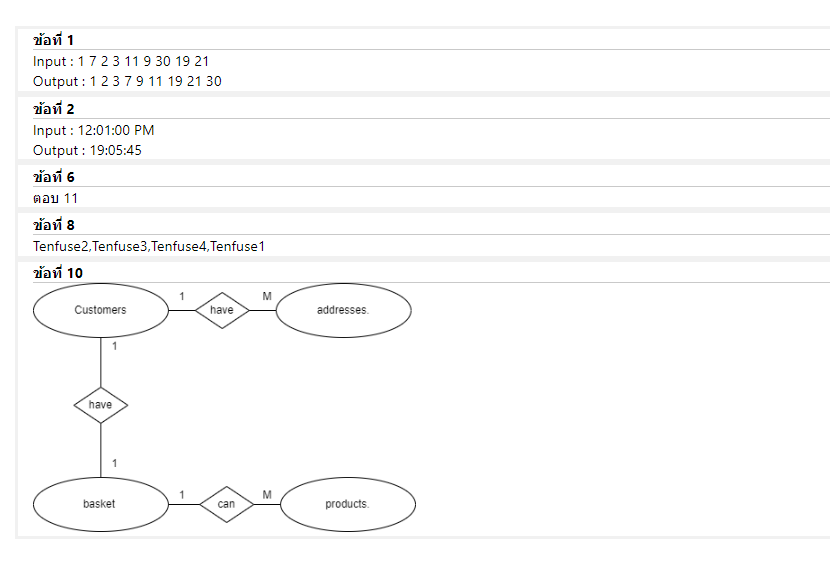 ข้อที่ 1
Input : 1 7 2 3 11 9 30 19 21
Output : 1 2 3 7 9 11 19 21 30
ข้อที่ 2
Input : 12:01:00 PM
Output : 19:05:45
ข้อที่ 6
ตอบ 11
ข้อที่ 8
Tenfuse2,Tenfuse3,Tenfuse4,Tenfuse1
ข้อที่ 10
Customers 1 have M addresses.
1
have
1
basket 1 can M products.